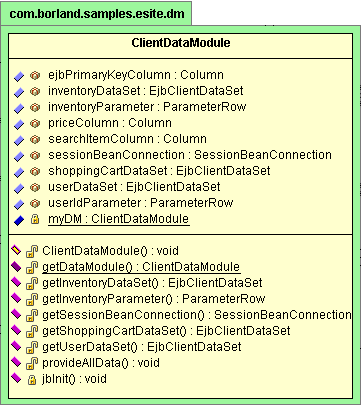 com.borland.samples.esite.dm
ClientDataModule
ejbPrimaryKeyColumn : Column
inventoryDataSet : EjbClientDataSet
inventoryParameter : ParameterRow
priceColumn : Column
searchItemColumn : Column
sessionBeanConnection : SessionBeanConnection
shoppingCartDataSet : EjbClientDataSet
userDataSet : EjbClientDataSet
userIdParameter : ParameterRow
myDM : ClientDataModule
ClientDataModule() : void
getDataModule() : ClientDataModule
getInventoryDataSet() : EjbClientDataSet
getInventoryParameter() : ParameterRow
getSessionBeanConnection() : SessionBeanConnection
getShoppingCartDataSet() : EjbClientDataSet
getUserDataSet() : EjbClientDataSet
provideAllData() : void
jbInit() : void